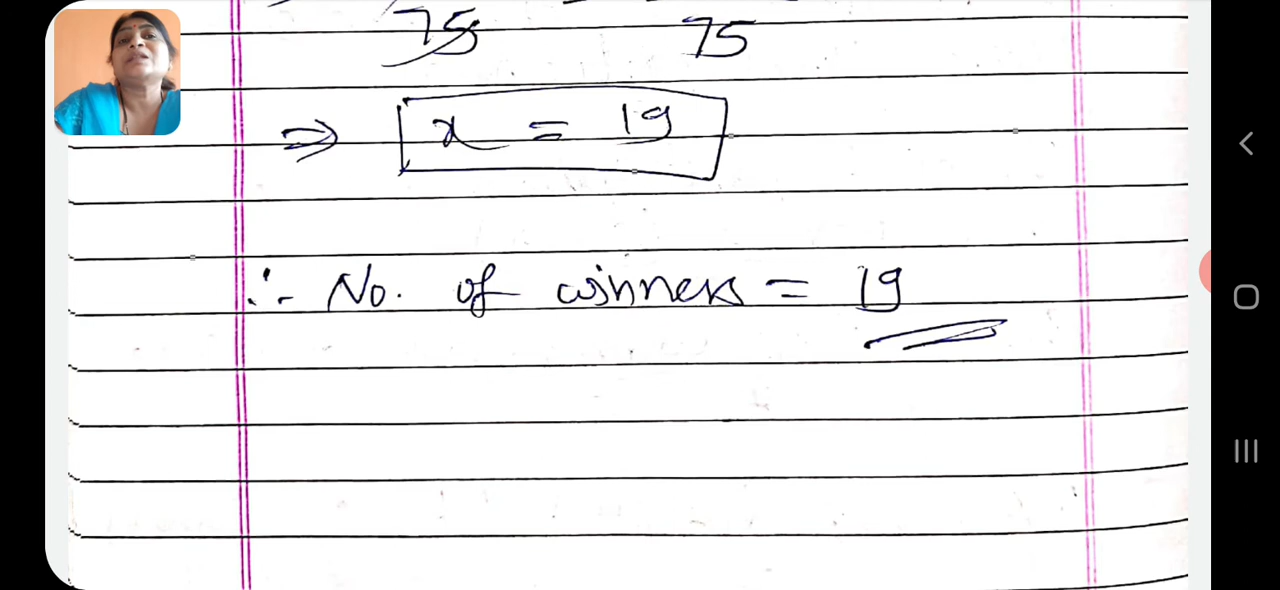 75 75
⇒ x = 19
∴ No. of winners = 19